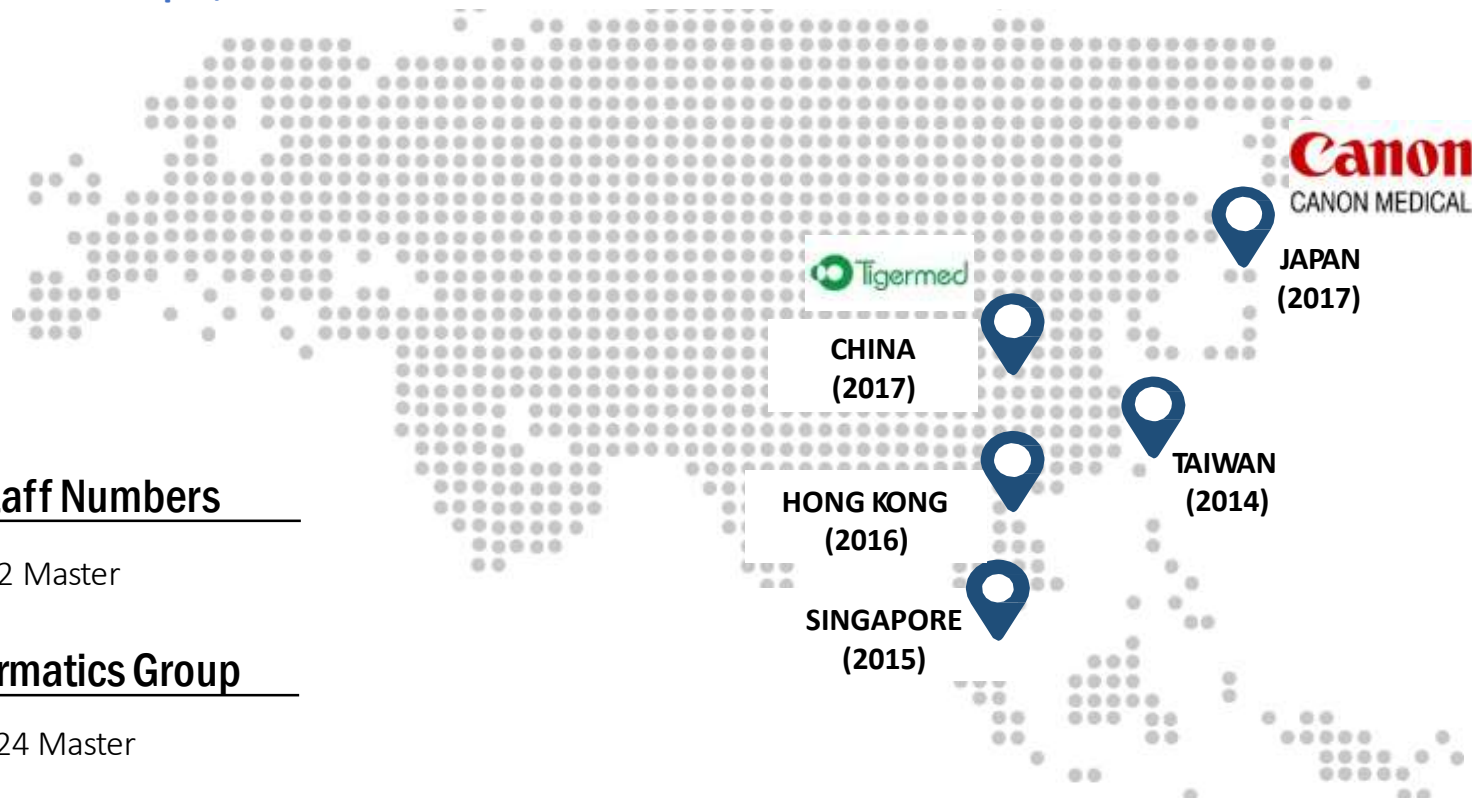 Canon
CANON MEDICAL
JAPAN
(2017)
Tigermed
CHINA
(2017)
TAIWAN
(2014)
HONG KONG
(2016)
SINGAPORE
(2015)
aff Numbers
2 Master
rmatics Group
24 Master